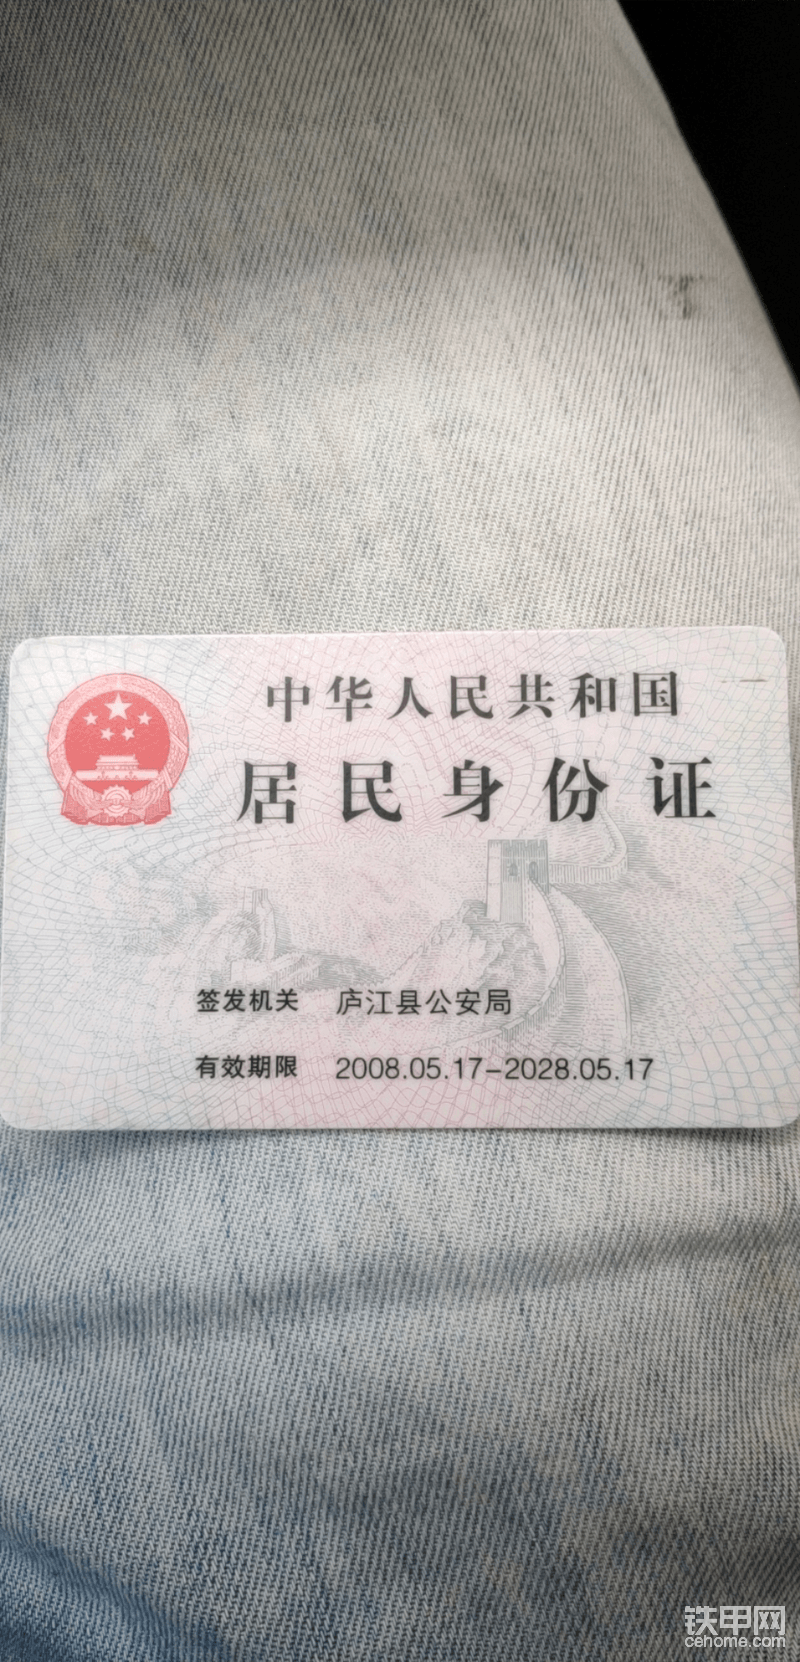 中华人民共和国
居民身份证
签发机关 庐江县公安局
有效期限 2008.05.17-2028.05.17
铁甲网
cehome.com